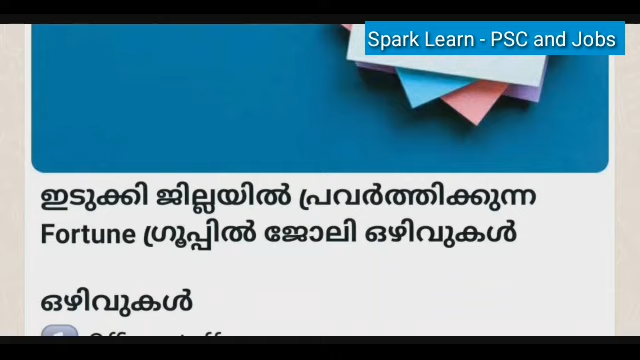 Spark Learn - PSC and Jobs
ഇടുക്കി ജില്ലയിൽ പ്രവർത്തിക്കുന്ന
Fortune ഗ്രൂപ്പിൽ ജോലി ഒഴിവുകൾ
ഒഴിവുകൾ